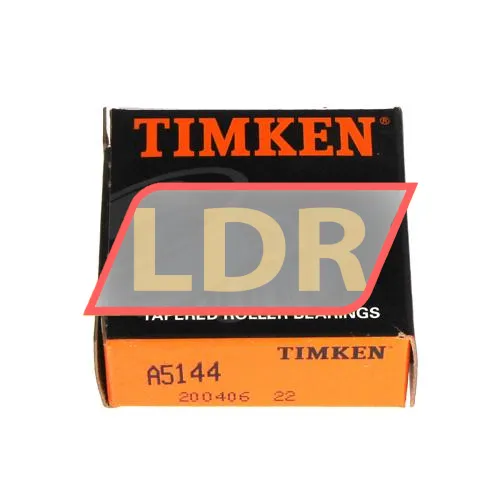 TIMKEN®
LDR
TAPERED ROLLER BEARINGS
TIMKEN
A5144
200406 22